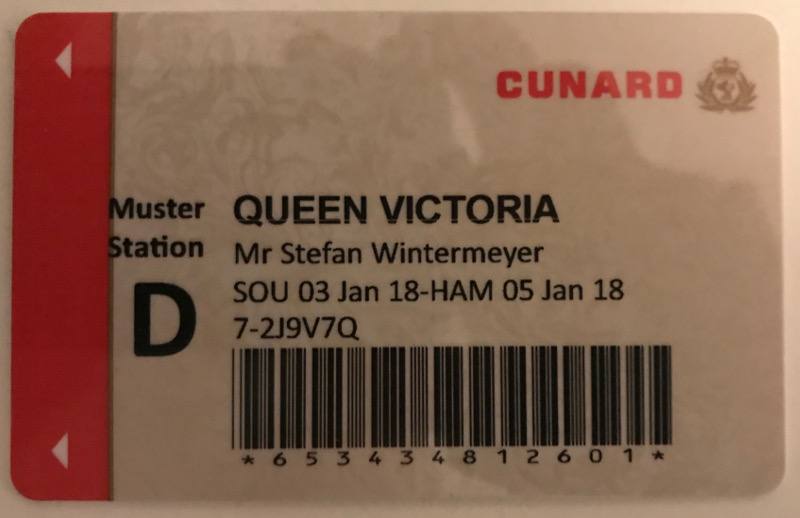 CUNARD
Muster
Station
D
QUEEN VICTORIA
Mr Stefan Wintermeyer
SOU 03 Jan 18-HAM 05 Jan 18
7-2J9V7Q
*653434812601*